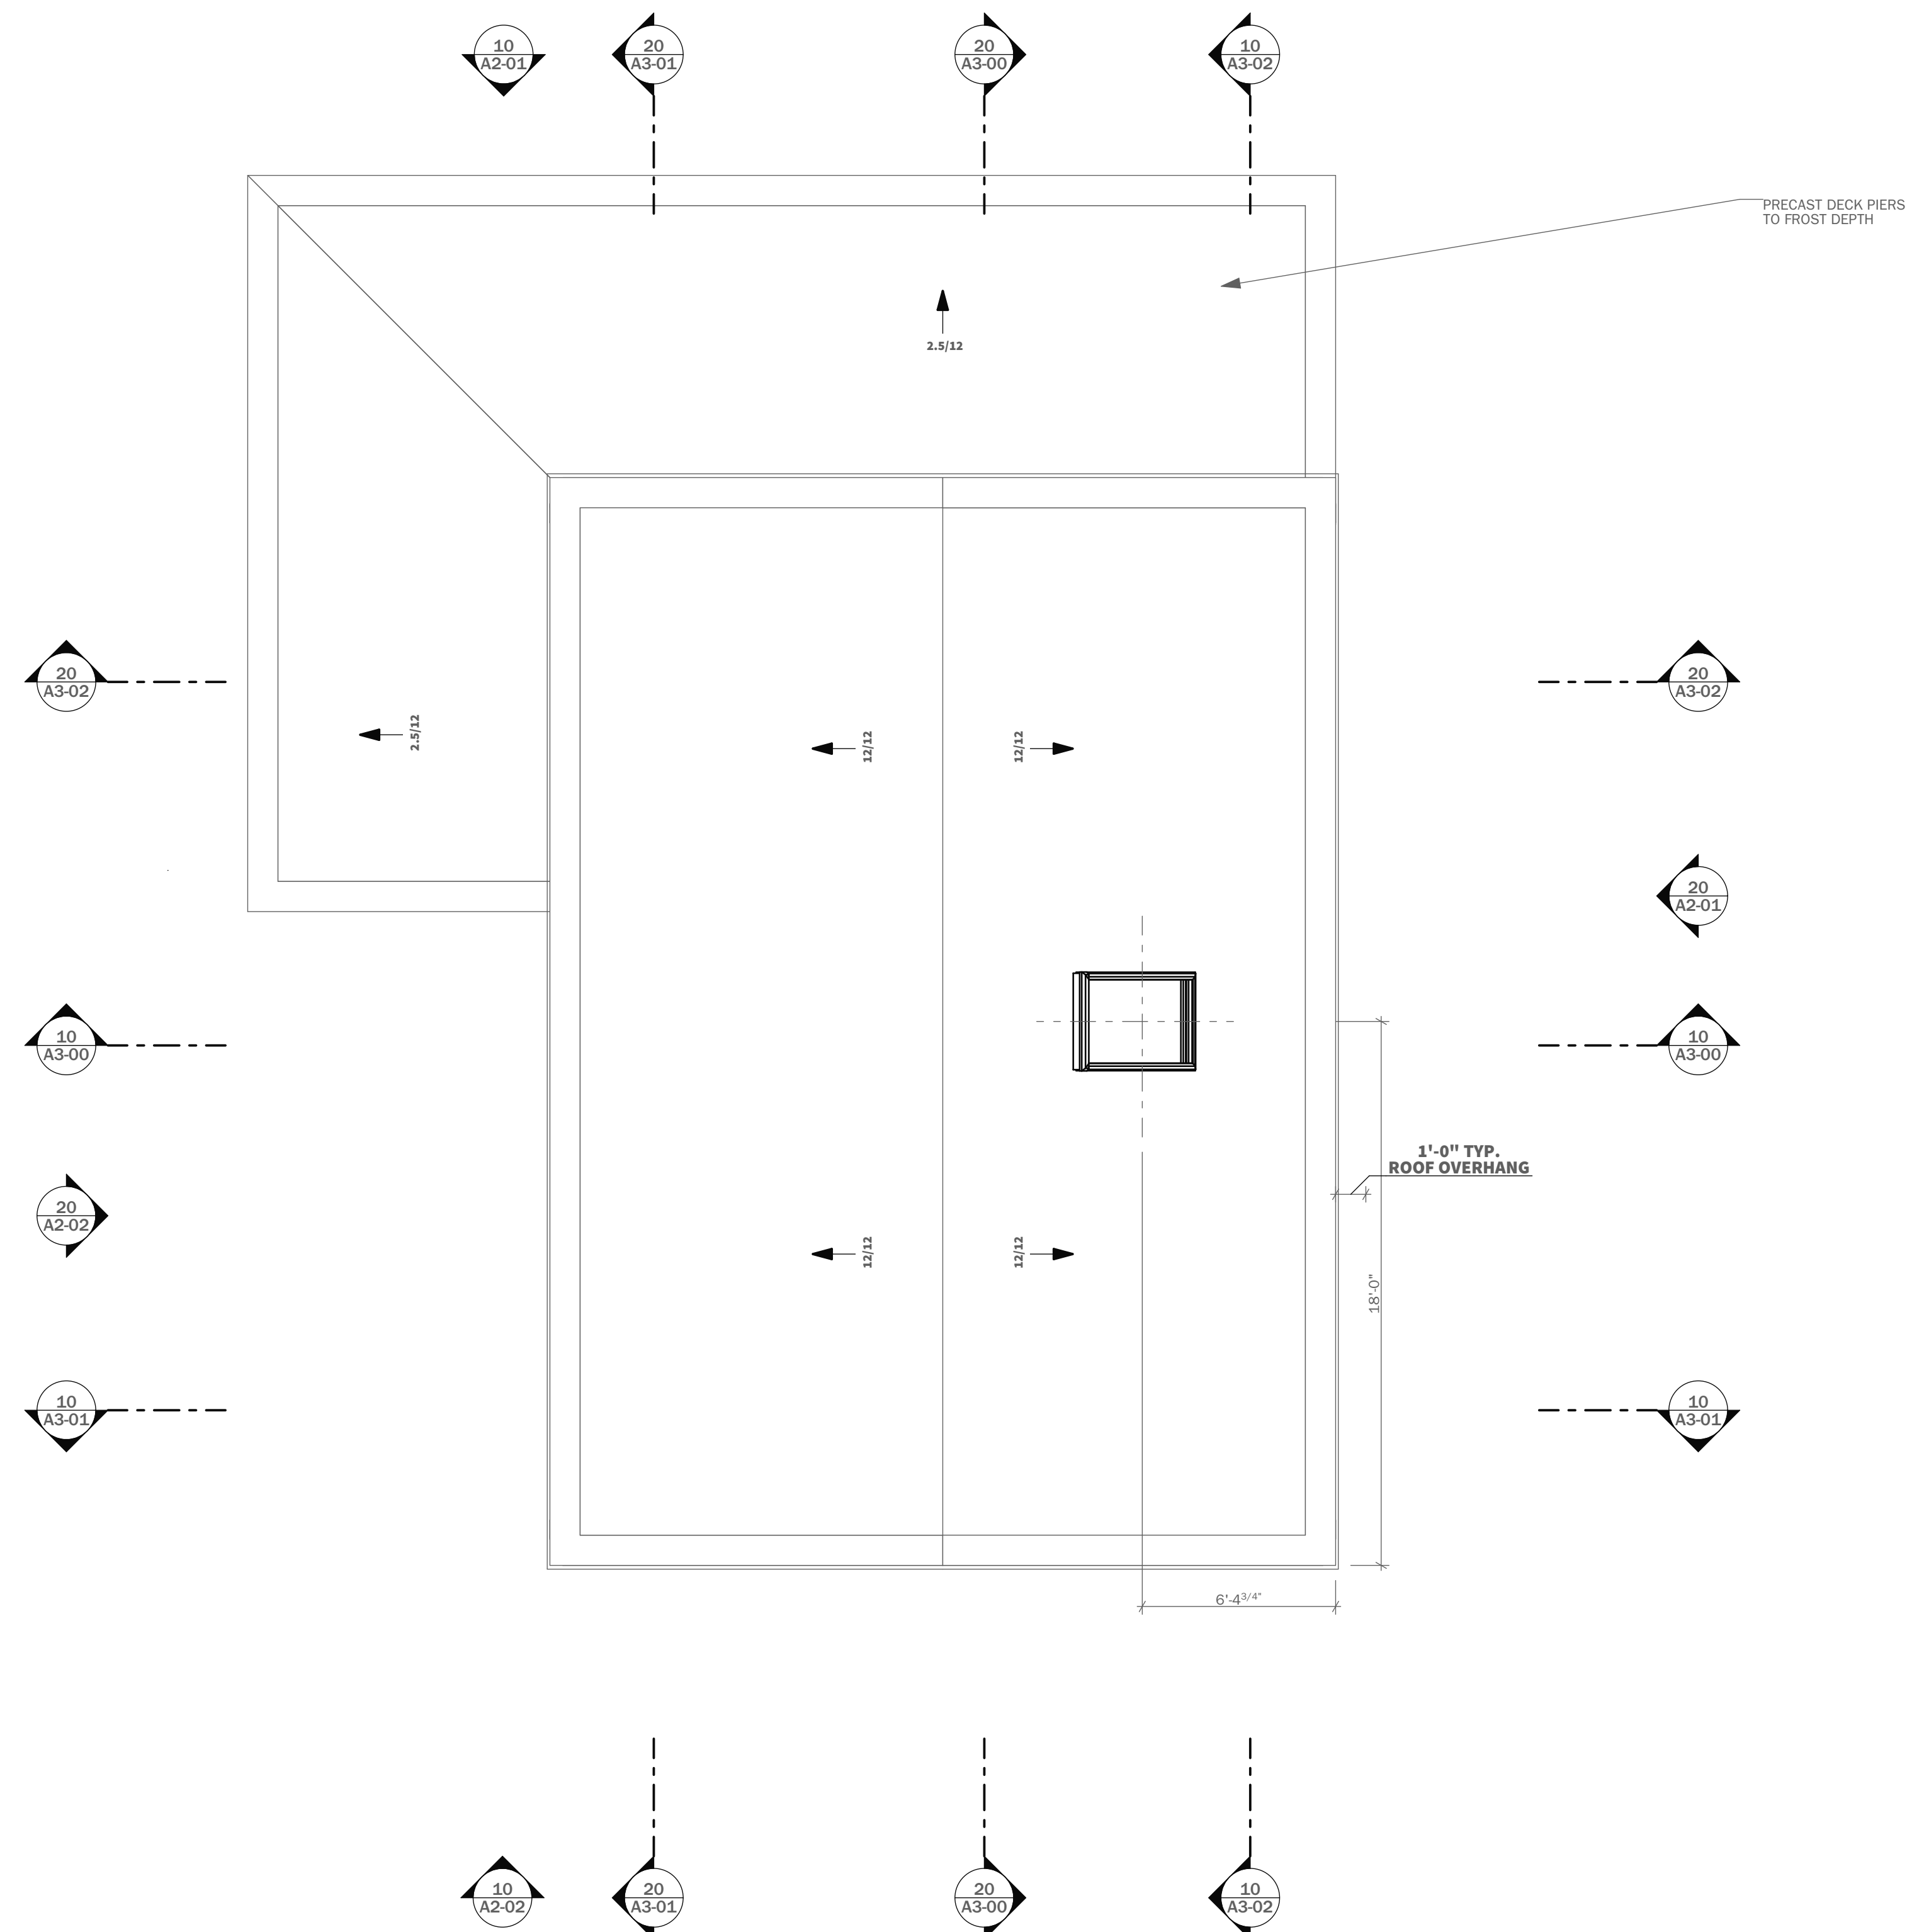 10
A2-01
20
A3-01
20
A3-00
10
A3-02
PRECAST DECK PIERS
TO FROST DEPTH
2.5/12
20
A3-02
20
A3-02
2.5/12
12/12
12/12
20
A2-01
10
A3-00
10
A3-00
1'-0" TYP.
ROOF OVERHANG
20
A2-02
12/12
12/12
18'-0"
10
A3-01
10
A3-01
6'-4 3/4"
10
A2-02
20
A3-01
20
A3-00
10
A3-02